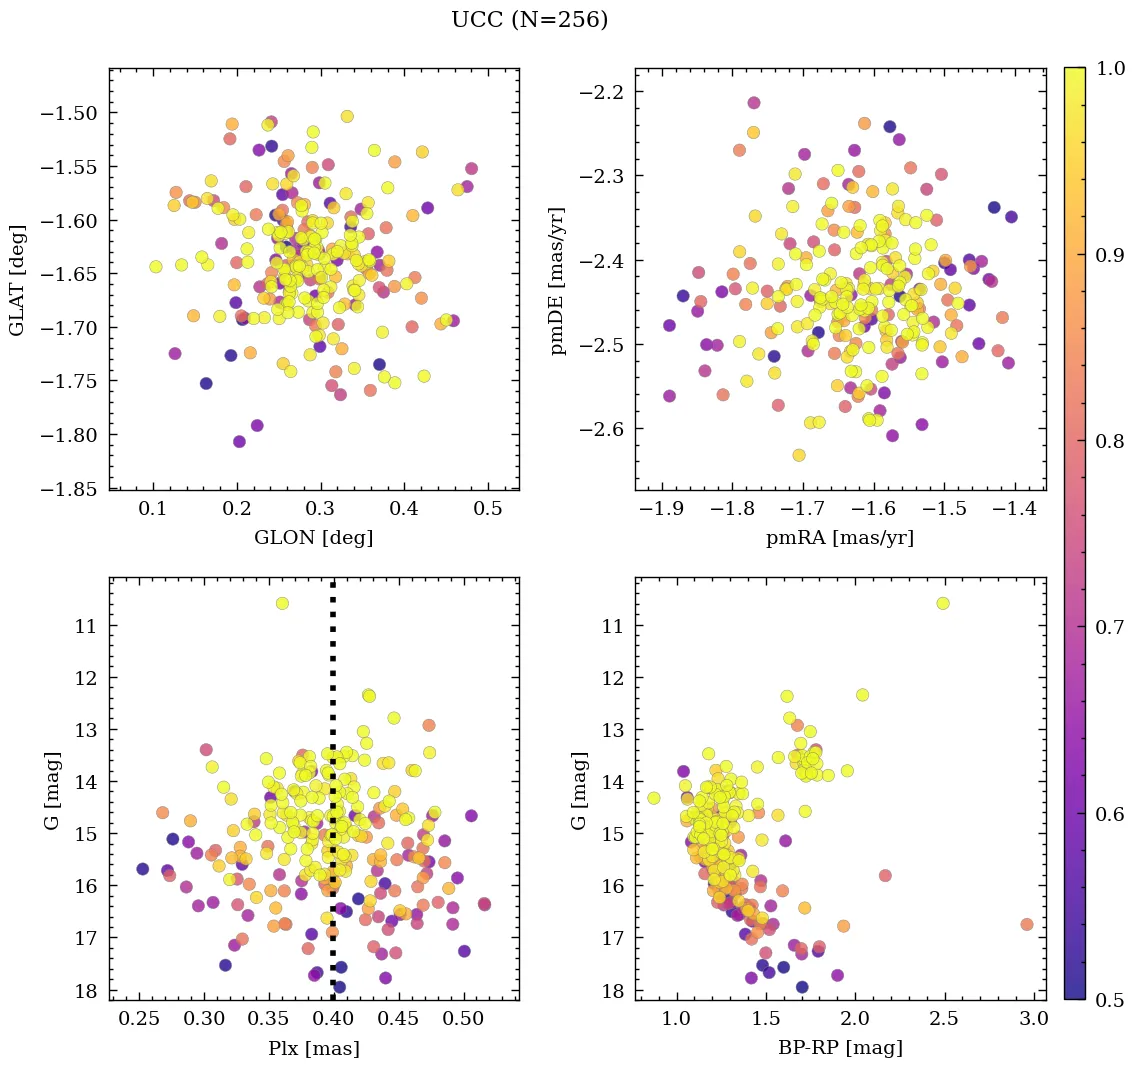 UCC (N=256)
−1.50
−1.55
−1.60
−1.65
−1.70
−1.75
−1.80
−1.85
GLAT [deg]
0.1 0.2 0.3 0.4 0.5
GLON [deg]
−2.2
−2.3
−2.4
−2.5
−2.6
pmDE [mas/yr]
−1.9 −1.8 −1.7 −1.6 −1.5 −1.4
pmRA [mas/yr]
11
12
13
14
15
16
17
18
G [mag]
0.25 0.30 0.35 0.40 0.45 0.50
Plx [mas]
11
12
13
14
15
16
17
18
G [mag]
1.0 1.5 2.0 2.5 3.0
BP-RP [mag]
1.0
0.9
0.8
0.7
0.6
0.5